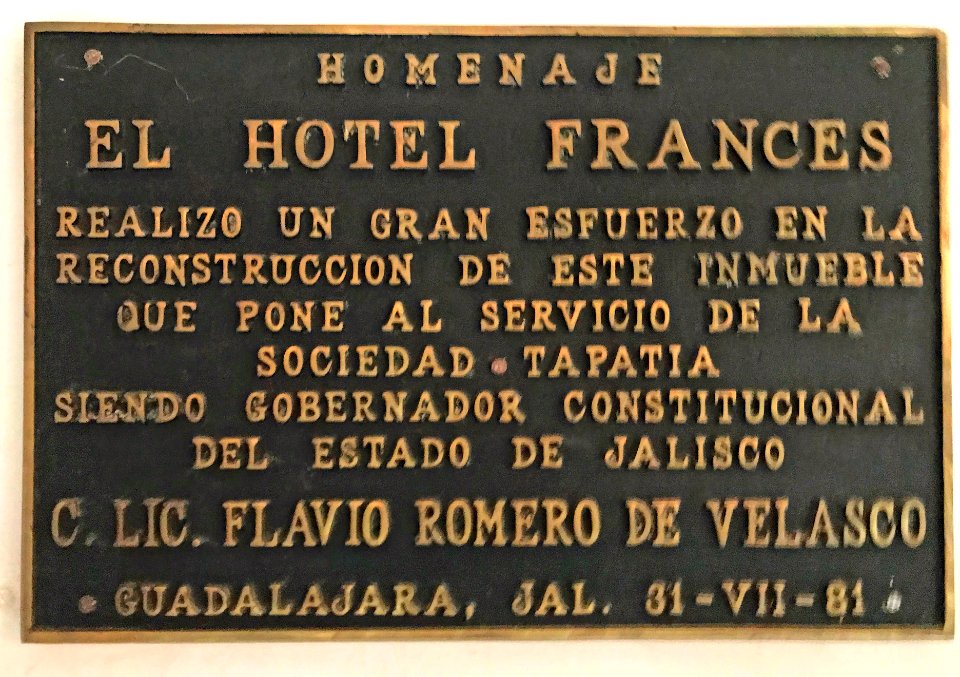 HOMENAJE
EL HOTEL FRANCES
REALIZO UN GRAN ESFUERZO EN LA
RECONSTRUCCION DE ESTE INMUEBLE
QUE PONE AL SERVICIO DE LA
SOCIEDAD TAPATIA
SIENDO GOBERNADOR CONSTITUCIONAL
DEL ESTADO DE JALISCO
C. LIC. FLAVIO ROMERO DE VELASCO
GUADALAJARA, JAL. 31-VII-81